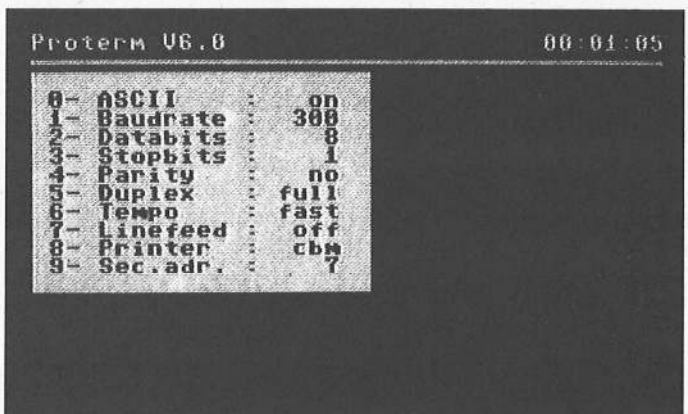 Proterm V6.0 00:01:05
0- ASCII : on
1- Baudrate : 300
2- Databits : 8
3- Stopbits : 1
4- Parity : no
5- Duplex : full
6- Tempo : fast
7- Linefeed : off
8- Printer : cbm
9- Sec.adr. : 7